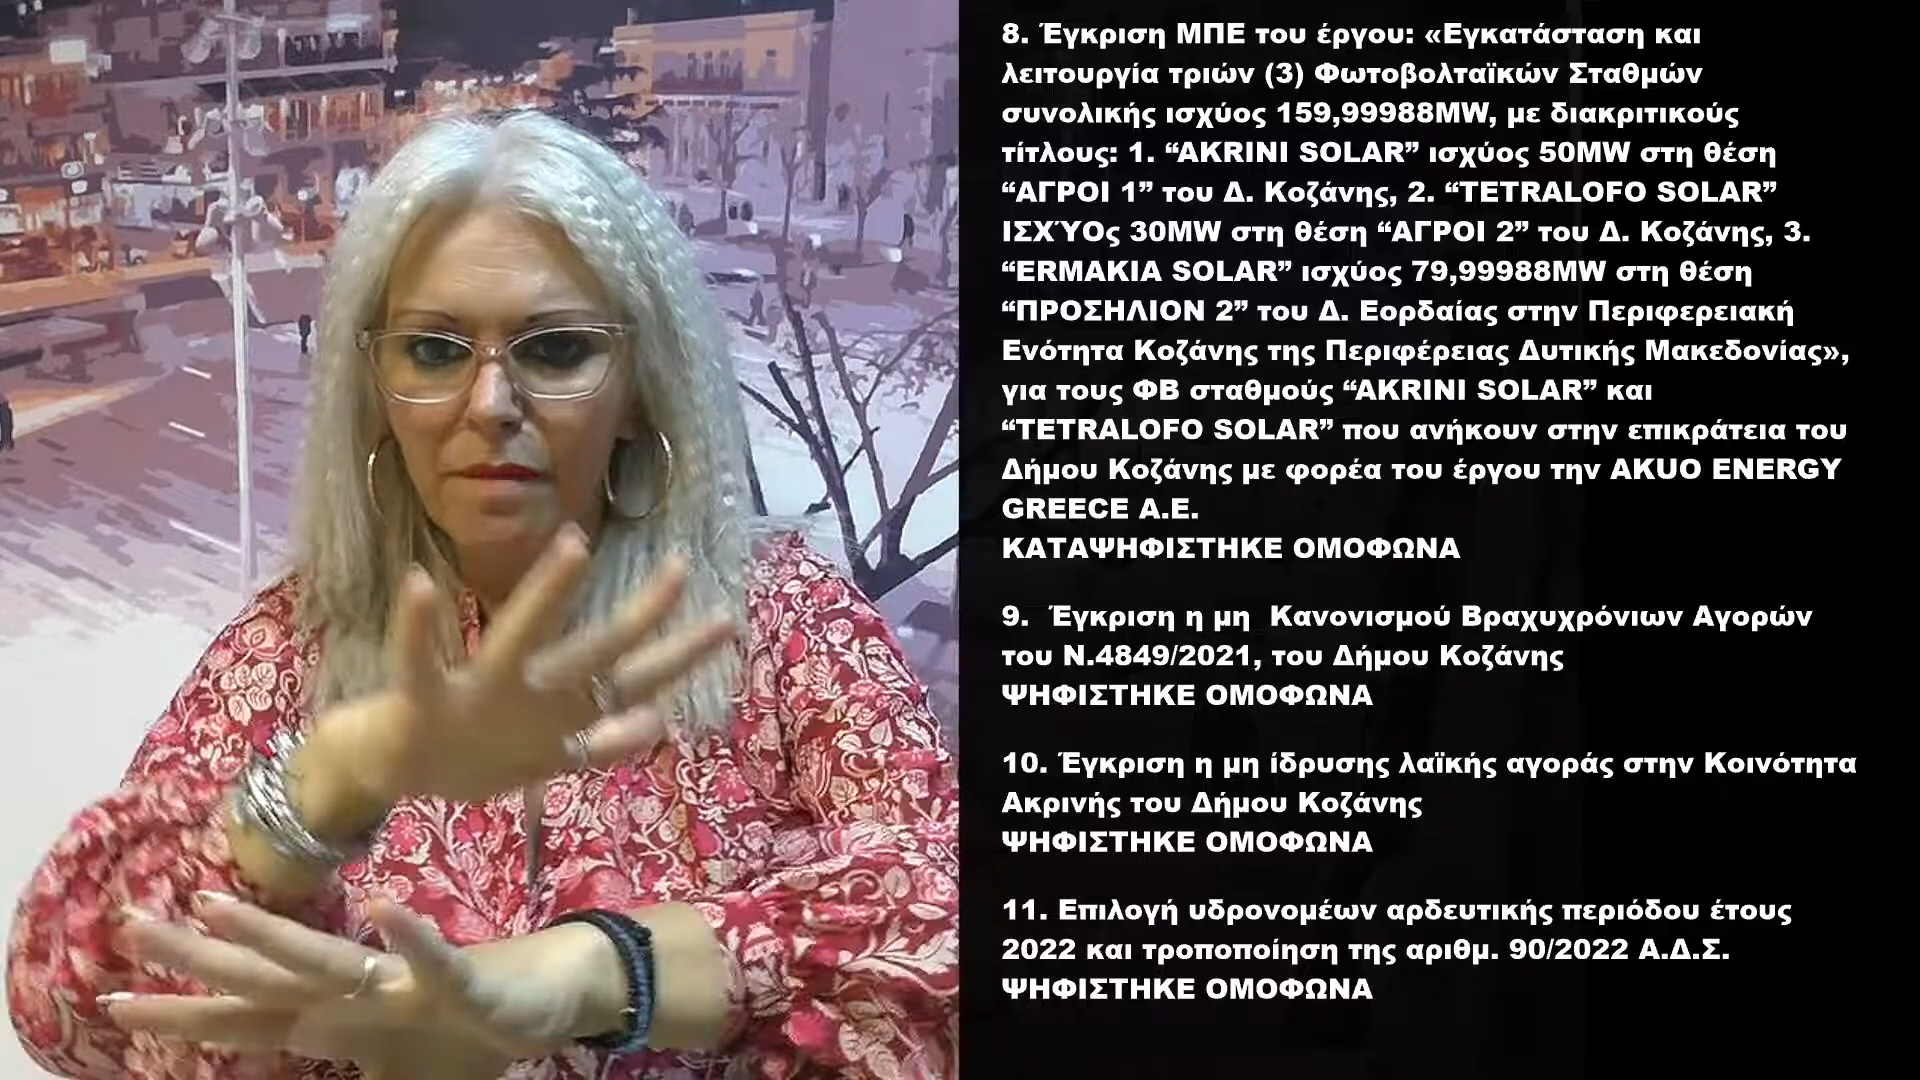 8. Έγκριση ΜΠΕ του έργου: «Εγκατάσταση και
λειτουργία τριών (3) Φωτοβολταϊκών Σταθμών
συνολικής ισχύος 159,99988MW, με διακριτικούς
τίτλους: 1. “AKRINI SOLAR” ισχύος 50MW στη θέση
“ΑΓΡΟΙ 1” του Δ. Κοζάνης, 2. “TETRALOFO SOLAR”
ΙΣΧΎΟς 30MW στη θέση “ΑΓΡΟΙ 2” του Δ. Κοζάνης, 3.
“ERMAKIA SOLAR” ισχύος 79,99988MW στη θέση
“ΠΡΟΣΗΛΙΟΝ 2” του Δ. Εορδαίας στην Περιφερειακή
Ενότητα Κοζάνης της Περιφέρειας Δυτικής Μακεδονίας»,
για τους ΦΒ σταθμούς “AKRINI SOLAR” και
“TETRALOFO SOLAR” που ανήκουν στην επικράτεια του
Δήμου Κοζάνης με φορέα του έργου την AKUO ENERGY
GREECE Α.Ε.
ΚΑΤΑΨΗΦΙΣΤΗΚΕ ΟΜΟΦΩΝΑ
9.  Έγκριση η μη  Κανονισμού Βραχυχρόνιων Αγορών
του Ν.4849/2021, του Δήμου Κοζάνης
ΨΗΦΙΣΤΗΚΕ ΟΜΟΦΩΝΑ
10. Έγκριση η μη ίδρυσης λαϊκής αγοράς στην Κοινότητα
Ακρινής του Δήμου Κοζάνης
ΨΗΦΙΣΤΗΚΕ ΟΜΟΦΩΝΑ
11. Επιλογή υδρονομέων αρδευτικής περιόδου έτους
2022 και τροποποίηση της αριθμ. 90/2022 Α.Δ.Σ.
ΨΗΦΙΣΤΗΚΕ ΟΜΟΦΩΝΑ